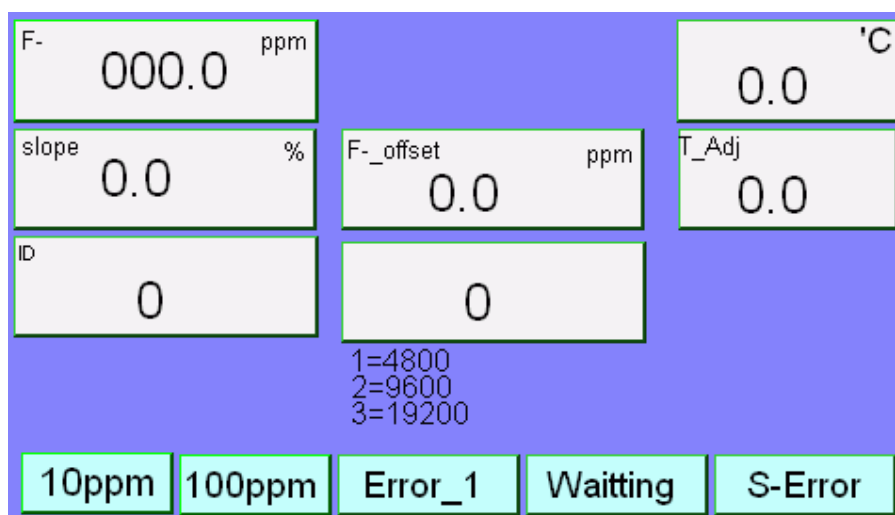 F-
ppm
000.0
'C
0.0
slope
%
0.0
F-_offset
ppm
0.0
T_Adj
0.0
ID
0
0
1=4800
2=9600
3=19200
10ppm
100ppm
Error_1
Waitting
S-Error